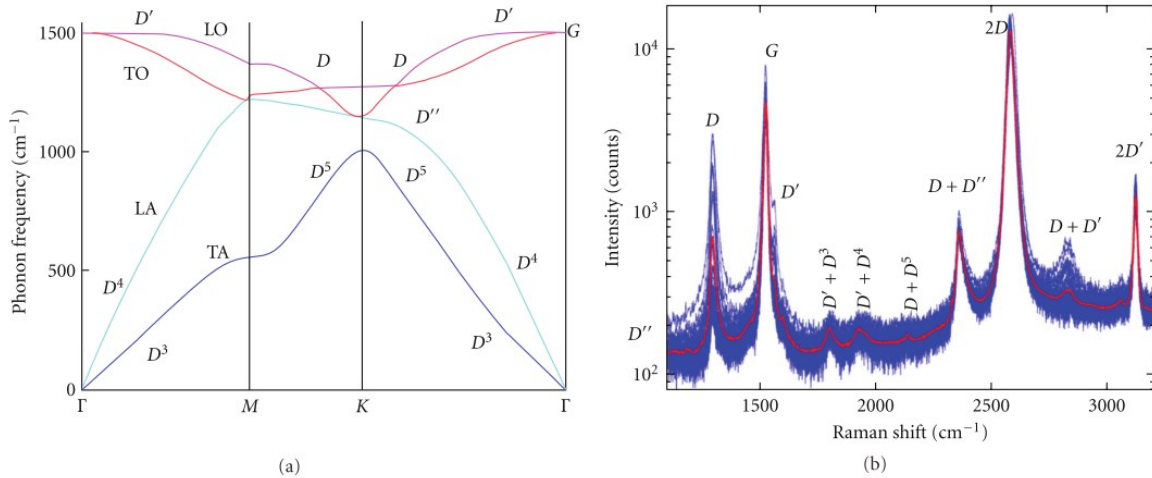 D′
LO
D
D
D′
G
TO
D′′
D⁵
D⁵
LA
TA
D⁴
D⁴
D³
D³
1500
1000
500
0
Γ
M
K
Γ
Phonon frequency (cm⁻¹)
(a)
2D
G
D
D′
2D′
D + D′′
D + D′
D′ + D³
D′ + D⁴
D + D⁵
D′′
10⁴
10³
10²
Intensity (counts)
1500
2000
2500
3000
Raman shift (cm⁻¹)
(b)